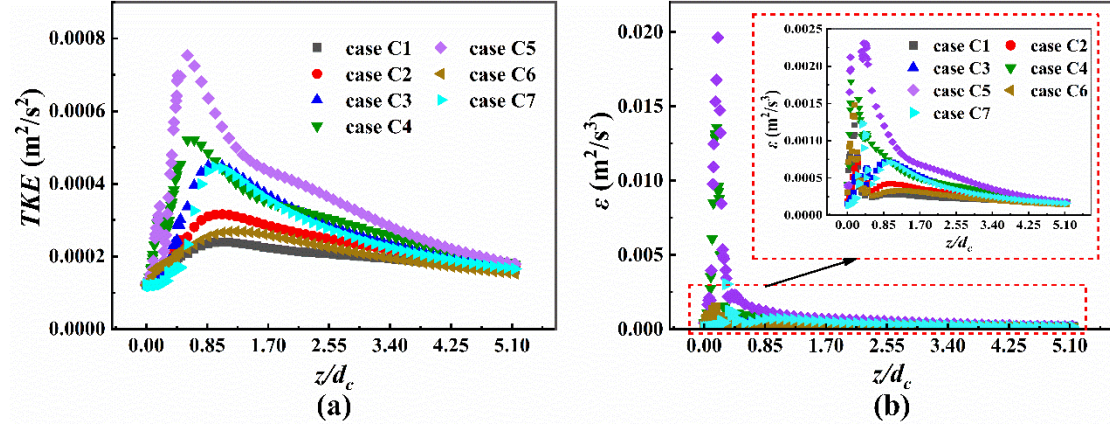 TKE (m²/s²)
0.0008
0.0006
0.0004
0.0002
0.0000
case C1
case C2
case C3
case C4
case C5
case C6
case C7
0.00 0.85 1.70 2.55 3.40 4.25 5.10
z/d_c
(a)
ε (m²/s³)
0.020
0.015
0.010
0.005
0.000
0.00 0.85 1.70 2.55 3.40 4.25 5.10
z/d_c
(b)
ε (m²/s³)
0.0025
0.0020
0.0015
0.0010
0.0005
0.0000
case C1
case C2
case C3
case C4
case C5
case C6
case C7
0.00 0.85 1.70 2.55 3.40 4.25 5.10
z/d_c